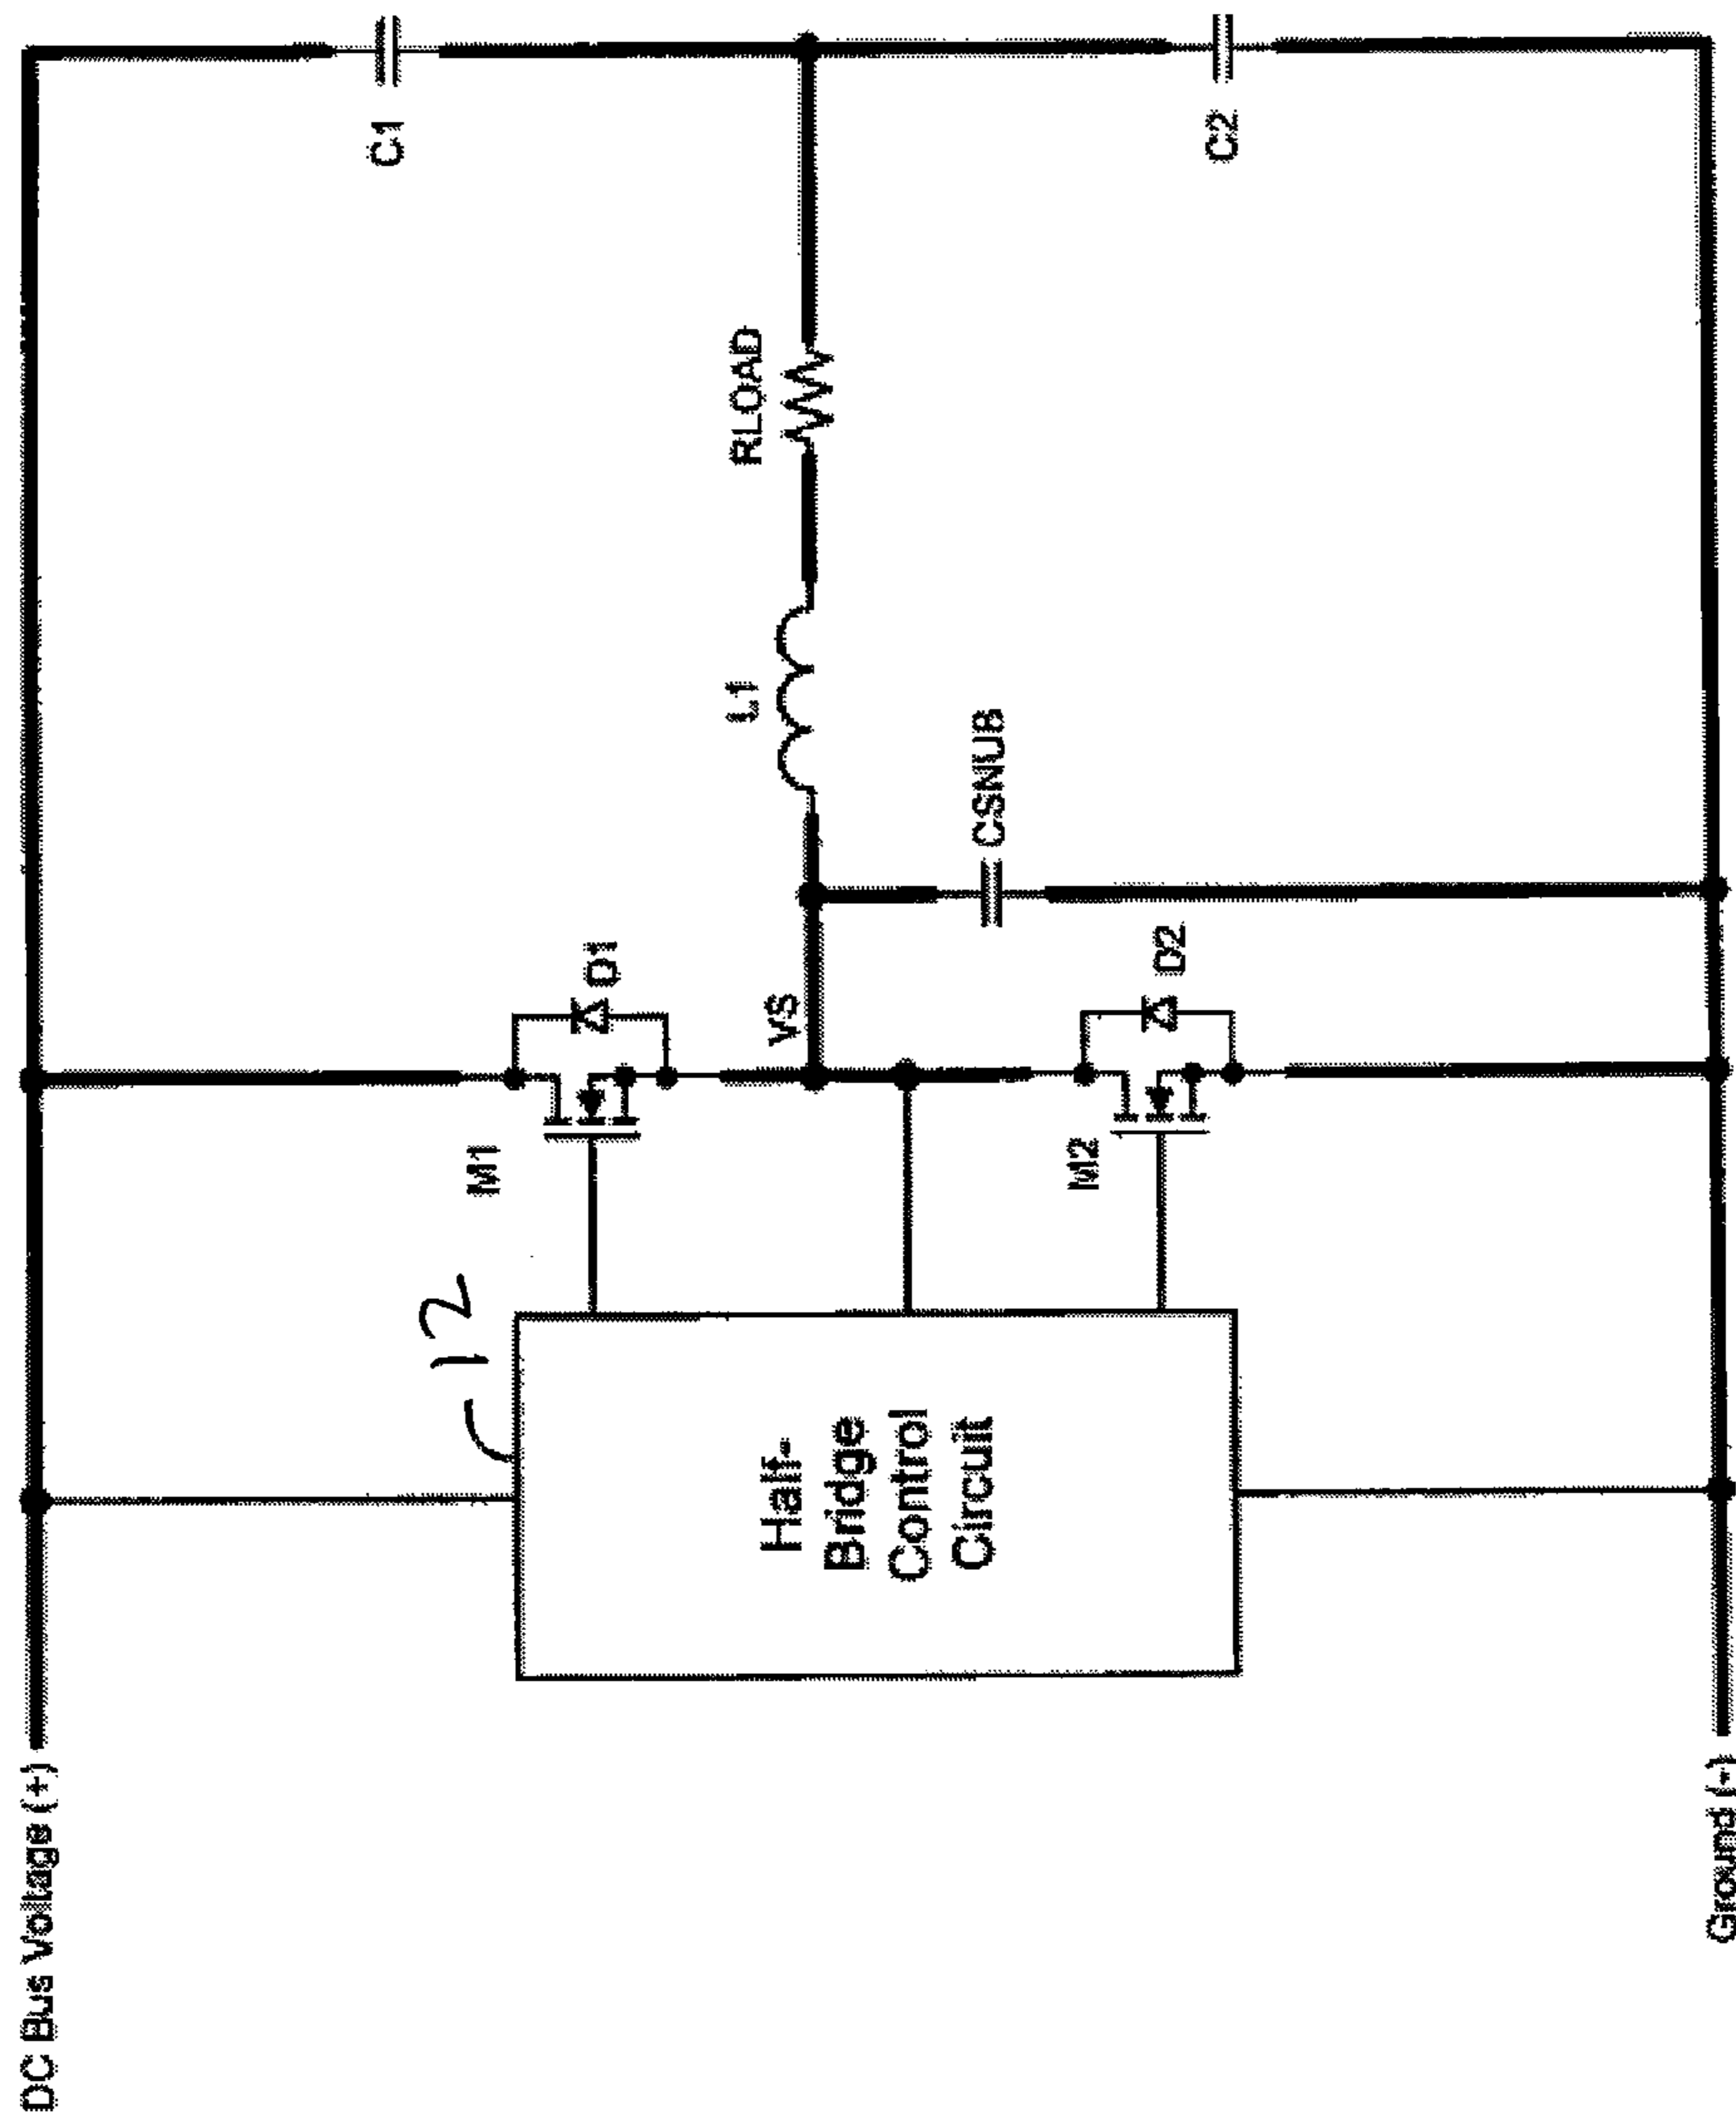 DC Bus Voltage (+)
12
M1
D1
C1
VS
L1
RLOAD
Half-
Bridge
Control
Circuit
CSNUB
M2
D2
C2
Ground (-)